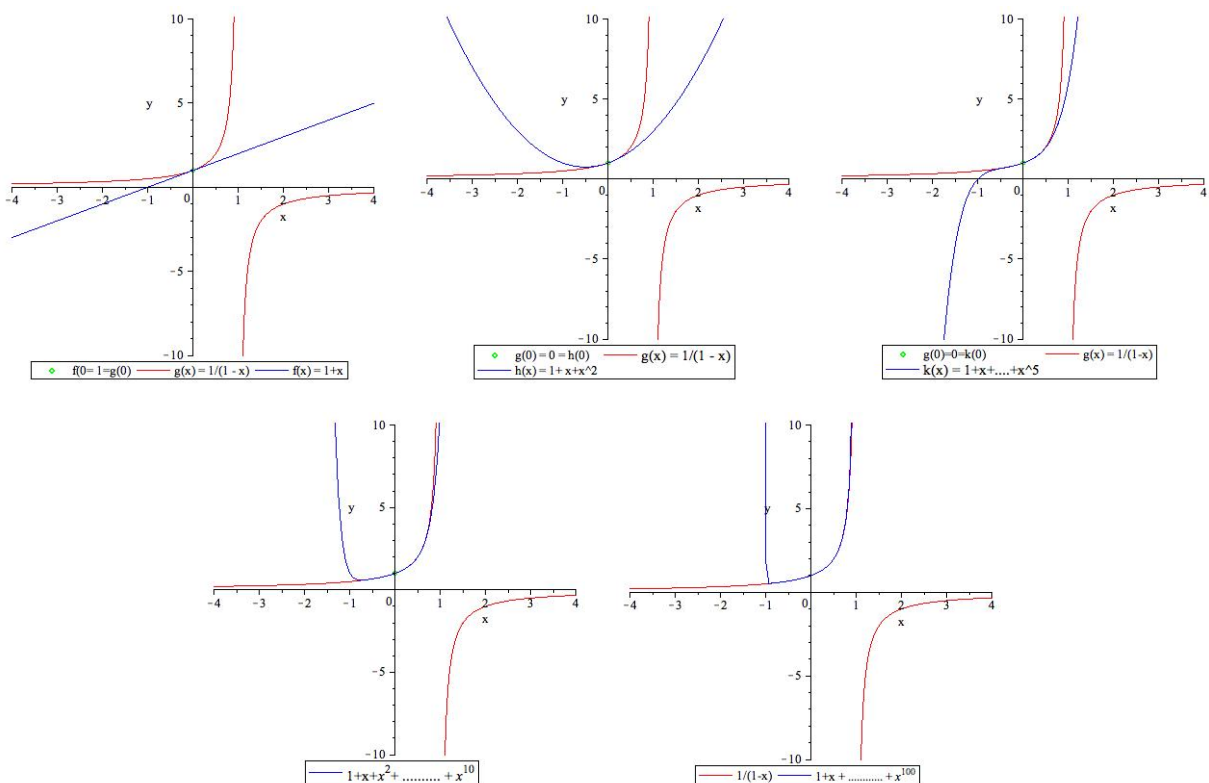 10
5
y
-4 -3 -2 -1 0 1 2 3 4
x
-5
-10
f(0= 1=g(0) g(x) = 1/(1 - x) f(x) = 1+x
10
5
y
-4 -3 -2 -1 0 1 2 3 4
x
-5
-10
g(0) = 0 = h(0) g(x) = 1/(1 - x)
h(x) = 1+ x+x^2
10
5
y
-4 -3 -2 -1 0 1 2 3 4
x
-5
-10
g(0)=0=k(0) g(x) = 1/(1-x)
k(x) = 1+x+....+x^5
10
5
y
-4 -3 -2 -1 0 1 2 3 4
x
-5
-10
1+x+x² + .......... + x¹⁰
10
5
y
-4 -3 -2 -1 0 1 2 3 4
x
-5
-10
1/(1-x) 1+x + ............ + x¹⁰⁰